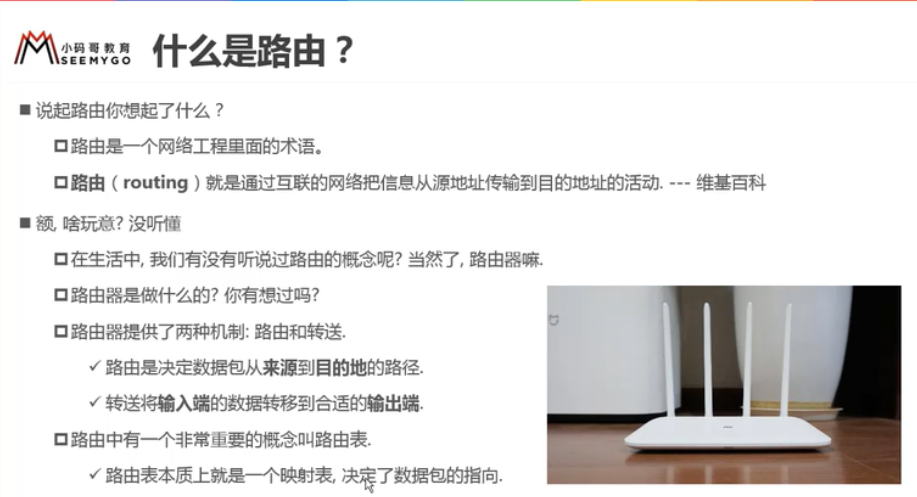 小码哥教育
SEEMYGO
什么是路由？
说起路由你想起了什么？
路由是一个网络工程里面的术语。
路由（routing）就是通过互联的网络把信息从源地址传输到目的地址的活动. --- 维基百科
额, 啥玩意? 没听懂
在生活中, 我们有没有听说过路由的概念呢? 当然了, 路由器嘛.
路由器是做什么的? 你有想过吗?
路由器提供了两种机制: 路由和转送.
路由是决定数据包从来源到目的地的路径.
转送将输入端的数据转移到合适的输出端.
路由中有一个非常重要的概念叫路由表.
路由表本质上就是一个映射表, 决定了数据包的指向.